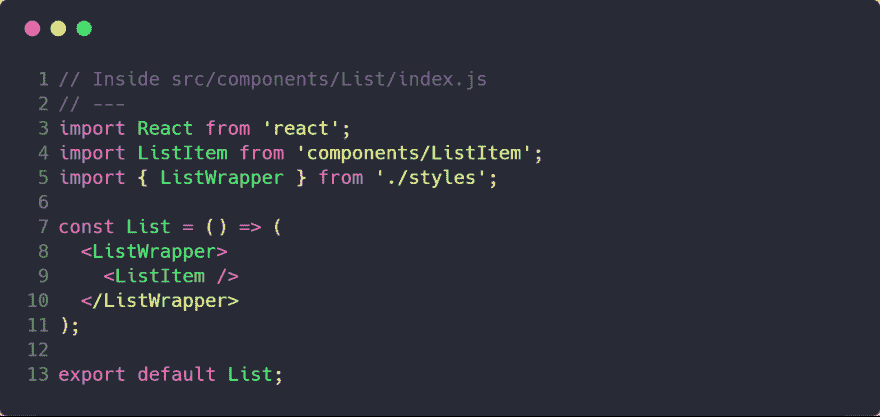 1 // Inside src/components/List/index.js
2 // ---
3 import React from 'react';
4 import ListItem from 'components/ListItem';
5 import { ListWrapper } from './styles';
6
7 const List = () => (
8   <ListWrapper>
9     <ListItem />
10   </ListWrapper>
11 );
12
13 export default List;